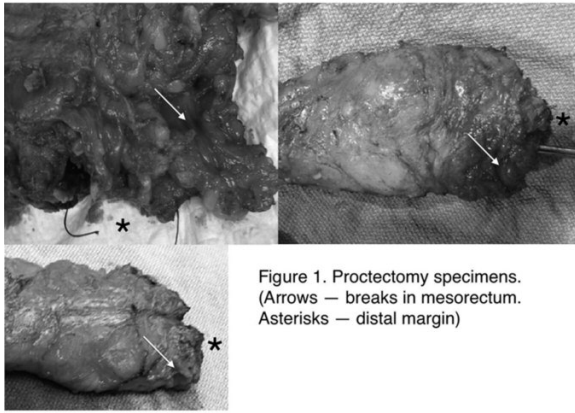 Figure 1. Proctectomy specimens.
(Arrows — breaks in mesorectum.
Asterisks — distal margin)